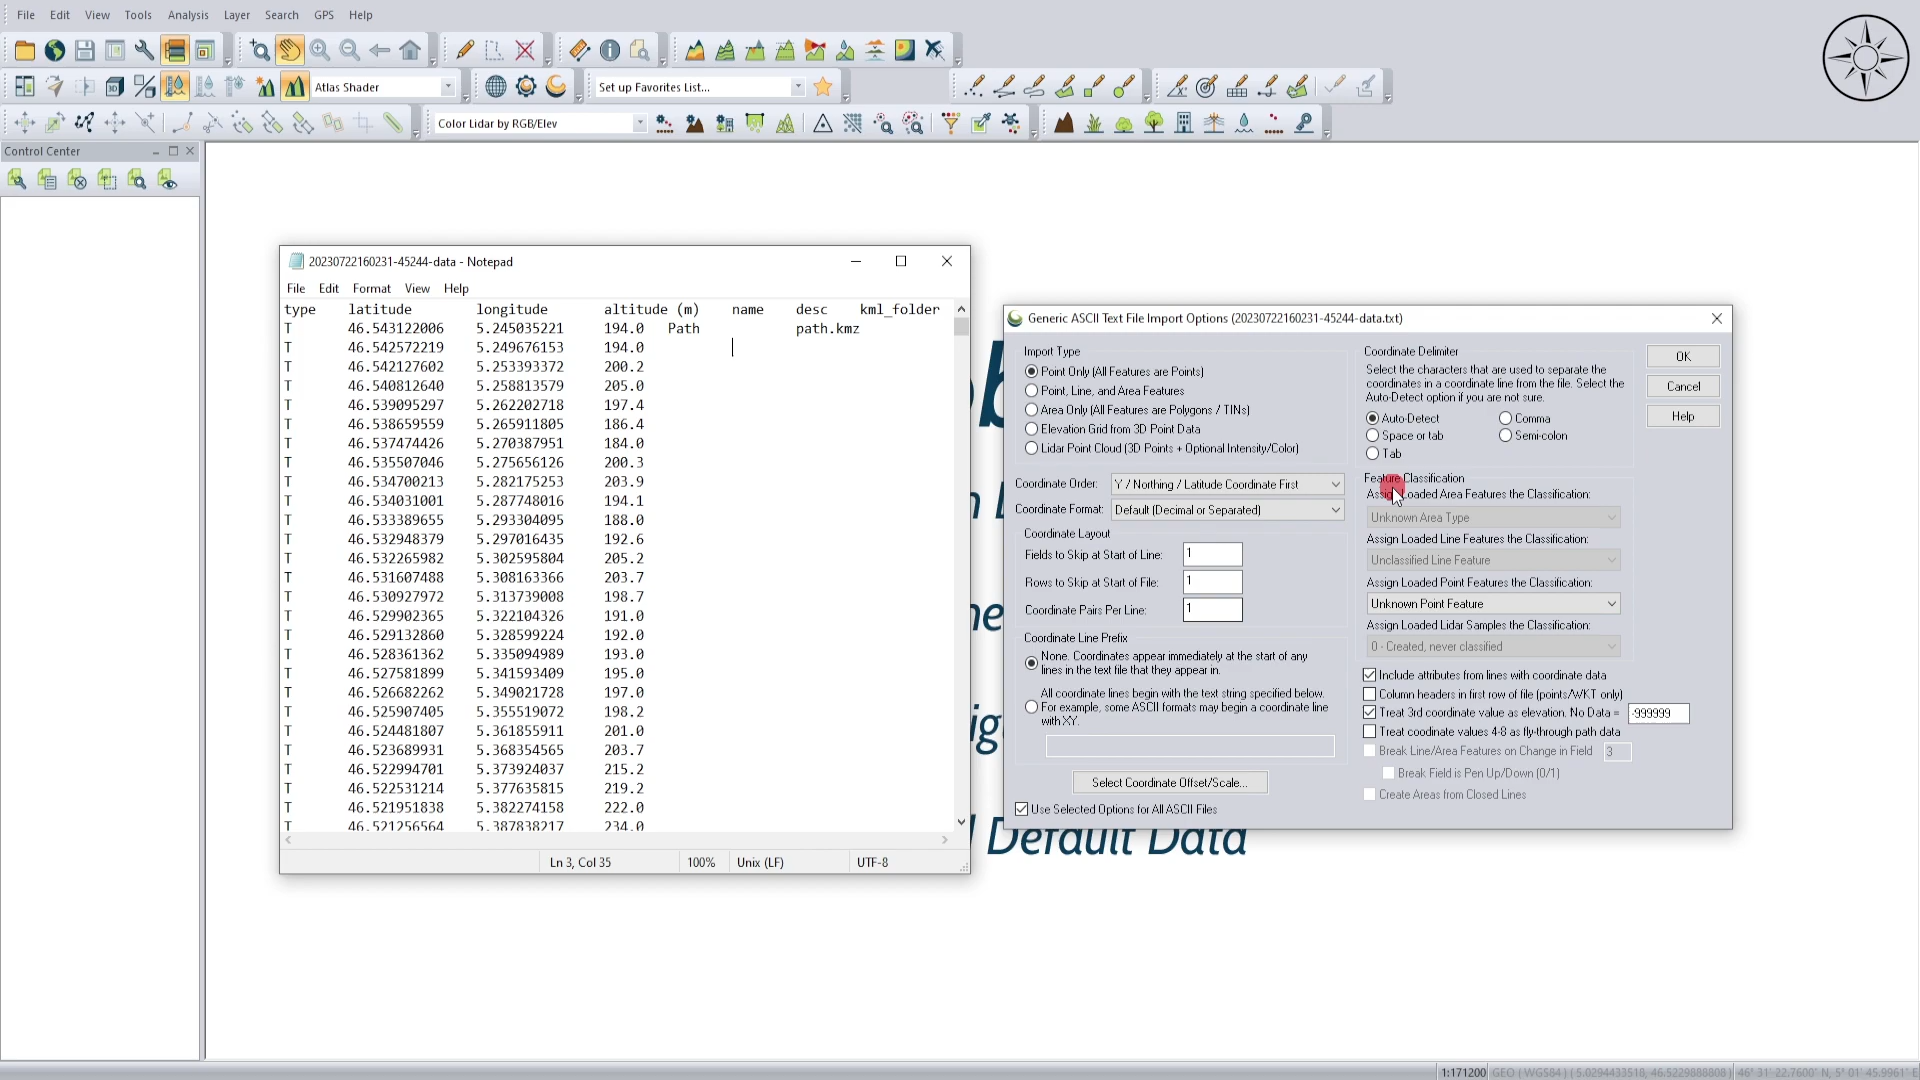 File Edit View Tools Analysis Layer Search GPS Help
Atlas Shader
Set up Favorites List...
Color Lidar by RGB/Elev
Control Center
20230722160231-45244-data - Notepad
File Edit Format View Help
type latitude longitude altitude (m) name desc kml_folder
T 46.543122006 5.245035221 194.0 Path path.kmz
T 46.542572219 5.249676153 194.0
T 46.542127602 5.253393372 200.2
T 46.540812640 5.258813579 205.0
T 46.539095297 5.262202718 197.4
T 46.538659559 5.265911805 186.4
T 46.537474426 5.270387951 184.0
T 46.535507046 5.275656126 200.3
T 46.534700213 5.282175253 203.9
T 46.534031001 5.287748016 194.1
T 46.533389655 5.293304095 188.0
T 46.532948379 5.297016435 192.6
T 46.532265982 5.302595804 205.2
T 46.531607488 5.308163366 203.7
T 46.530927972 5.313739008 198.7
T 46.529902365 5.322104326 191.0
T 46.529132860 5.328599224 192.0
T 46.528361362 5.335094989 193.0
T 46.527581899 5.341593409 195.0
T 46.526682262 5.349021728 197.0
T 46.525907405 5.355519072 198.2
T 46.524481807 5.361855911 201.0
T 46.523689931 5.368354565 203.7
T 46.522994701 5.373924037 215.2
T 46.522531214 5.377635815 219.2
T 46.521951838 5.382274158 222.0
T 46.521256564 5.387838217 234.0
Ln 3, Col 35 100% Unix (LF) UTF-8
Generic ASCII Text File Import Options (20230722160231-45244-data.txt)
Import Type
Point Only (All Features are Points)
Point, Line, and Area Features
Area Only (All Features are Polygons / TINs)
Elevation Grid from 3D Point Data
Lidar Point Cloud (3D Points + Optional Intensity/Color)
Coordinate Order: Y / Northing / Latitude Coordinate First
Coordinate Format: Default (Decimal or Separated)
Coordinate Layout
Fields to Skip at Start of Line: 1
Rows to Skip at Start of File: 1
Coordinate Pairs Per Line: 1
Coordinate Line Prefix
None. Coordinates appear immediately at the start of any
lines in the text file that they appear in.
All coordinate lines begin with the text string specified below.
For example, some ASCII formats may begin a coordinate line
with XY.
Select Coordinate Offset/Scale...
Use Selected Options for All ASCII Files
Coordinate Delimiter
Select the characters that are used to separate the
coordinates in a coordinate line from the file. Select the
Auto-Detect option if you are not sure.
Auto-Detect Comma
Space or tab Semi-colon
Tab
Feature Classification
Assign Loaded Area Features the Classification:
Unknown Area Type
Assign Loaded Line Features the Classification:
Unclassified Line Feature
Assign Loaded Point Features the Classification:
Unknown Point Feature
Assign Loaded Lidar Samples the Classification:
0 - Created, never classified
Include attributes from lines with coordinate data
Column headers in first row of file (points/WKT only)
Treat 3rd coordinate value as elevation. No Data = -999999
Treat coodinate values 4-8 as fly-through path data
Break Line/Area Features on Change in Field 3
Break Field is Pen Up/Down (0/1)
Create Areas from Closed Lines
OK
Cancel
Help
Default Data
1:171200 GEO ( WGS84 ) ( 5.0294433518, 46.5229888808 ) 46° 31' 22.7600" N, 5° 01' 45.9961" E